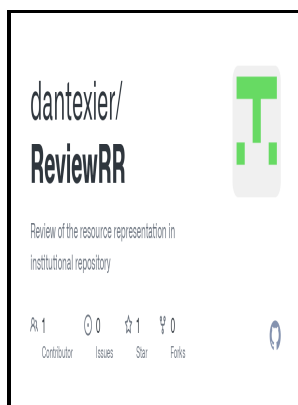 dantexier/
ReviewRR
Review of the resource representation in
institutional repository
1 0 1 0
Contributor Issues Star Forks